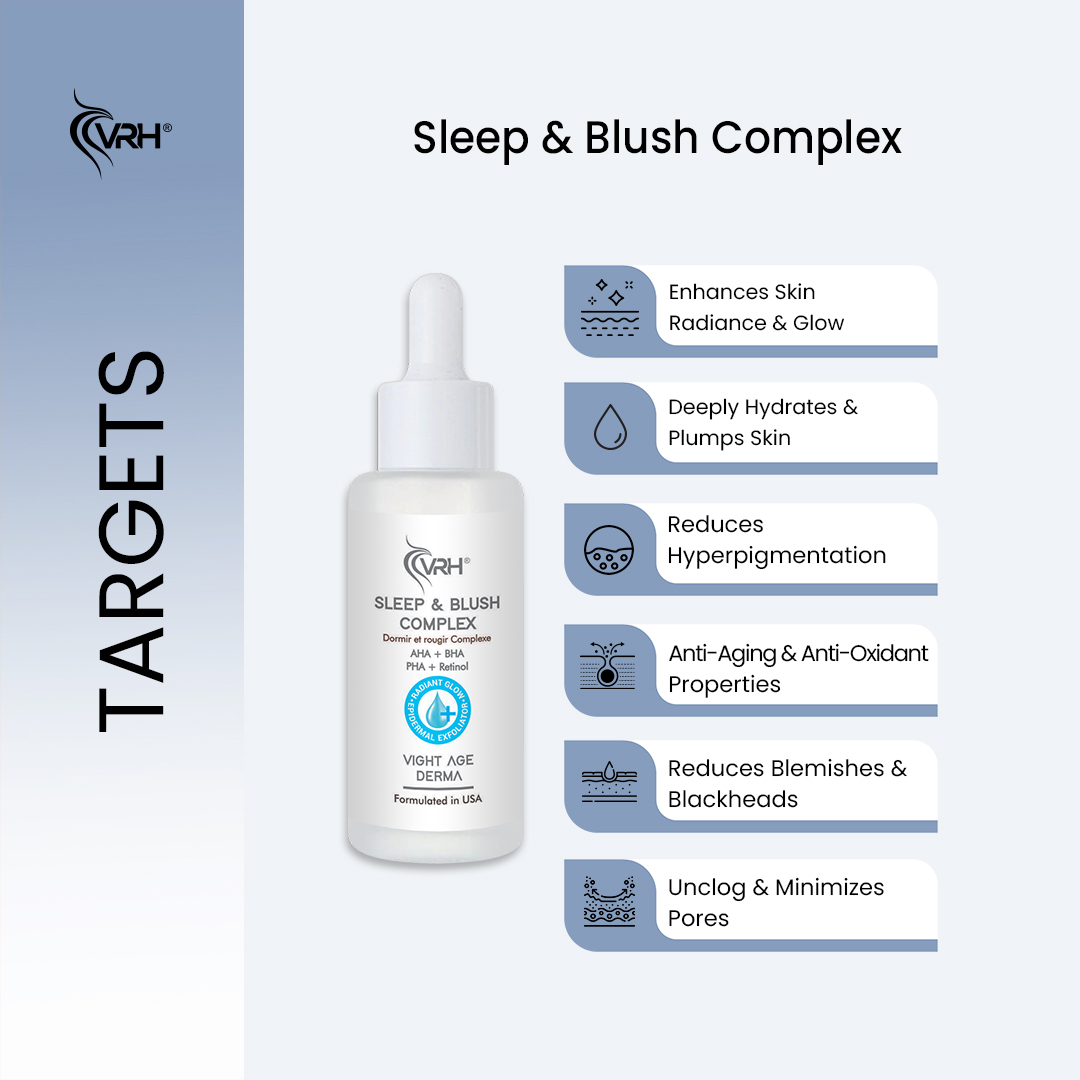 VRH®
TARGETS
Sleep & Blush Complex
VRH®
SLEEP & BLUSH
COMPLEX
Dormir et rougir Complexe
AHA + BHA
PHA + Retinol
• RADIANT GLOW •
EPIDERMAL EXFOLIATOR
VIGHT AGE
DERMA
Formulated in USA
Enhances Skin
Radiance & Glow
Deeply Hydrates &
Plumps Skin
Reduces
Hyperpigmentation
Anti-Aging & Anti-Oxidant
Properties
Reduces Blemishes &
Blackheads
Unclog & Minimizes
Pores